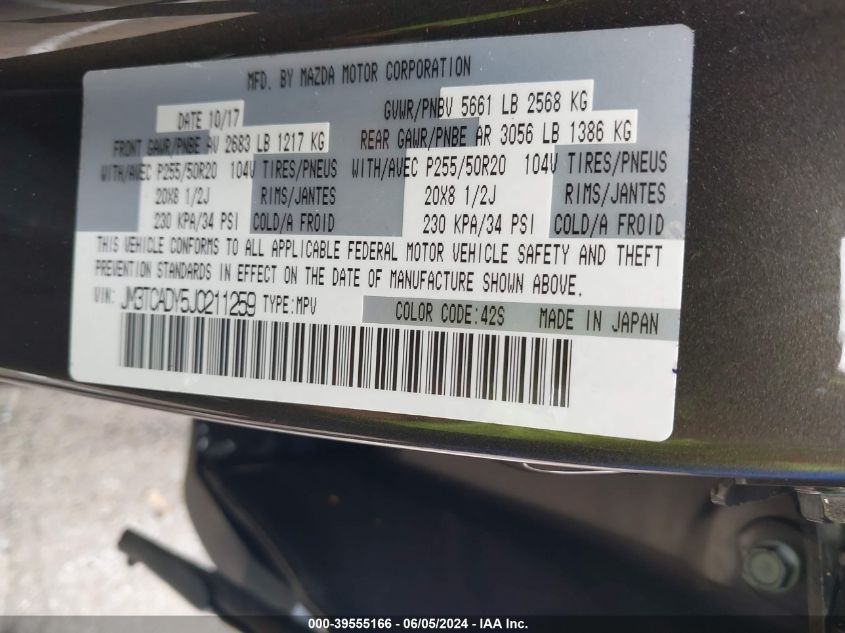 MFD. BY MAZDA MOTOR CORPORATION
DATE 10/17 GVWR/PNBV 5661 LB 2568 KG
FRONT GAWR/PNBE AV 2683 LB 1217 KG REAR GAWR/PNBE AR 3056 LB 1386 KG
WITH/AVEC P255/50R20 104V TIRES/PNEUS WITH/AVEC P255/50R20 104V TIRES/PNEUS
20X8 1/2J RIMS/JANTES 20X8 1/2J RIMS/JANTES
230 KPA/34 PSI COLD/A FROID 230 KPA/34 PSI COLD/A FROID
THIS VEHICLE CONFORMS TO ALL APPLICABLE FEDERAL MOTOR VEHICLE SAFETY AND THEFT
PREVENTION STANDARDS IN EFFECT ON THE DATE OF MANUFACTURE SHOWN ABOVE.
VIN: JM3TCADY5J0211259 TYPE:MPV COLOR CODE:42S MADE IN JAPAN
000-39555166 - 06/05/2024 - IAA Inc.